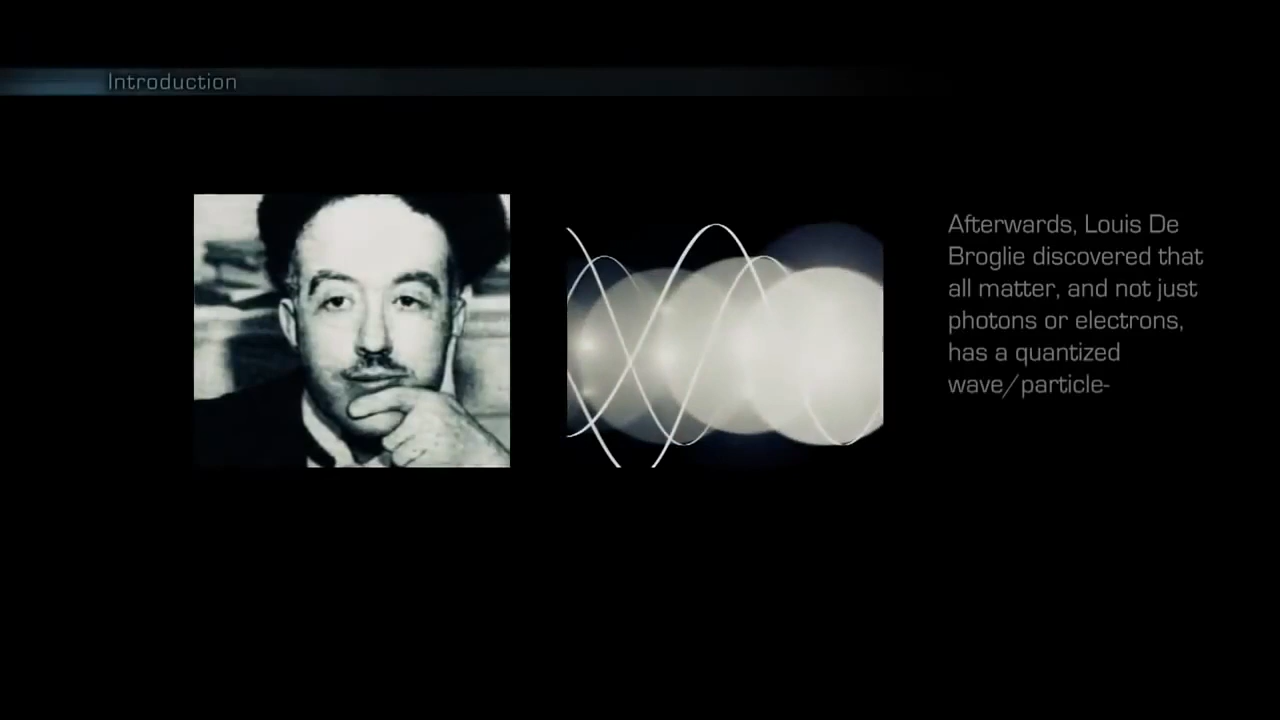 Introduction
Afterwards, Louis De
Broglie discovered that
all matter, and not just
photons or electrons,
has a quantized
wave/particle-